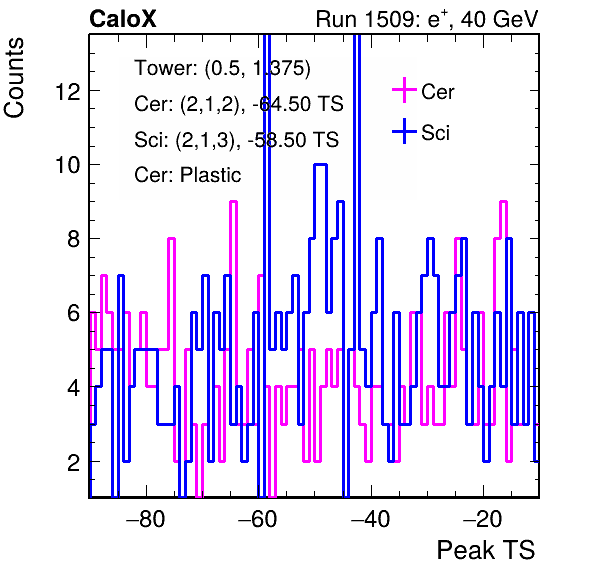 CaloX Run 1509: e⁺, 40 GeV
Counts
Tower: (0.5, 1.375)
Cer: (2,1,2), -64.50 TS
Sci: (2,1,3), -58.50 TS
Cer: Plastic
Cer
Sci
12
10
8
6
4
2
−80 −60 −40 −20
Peak TS